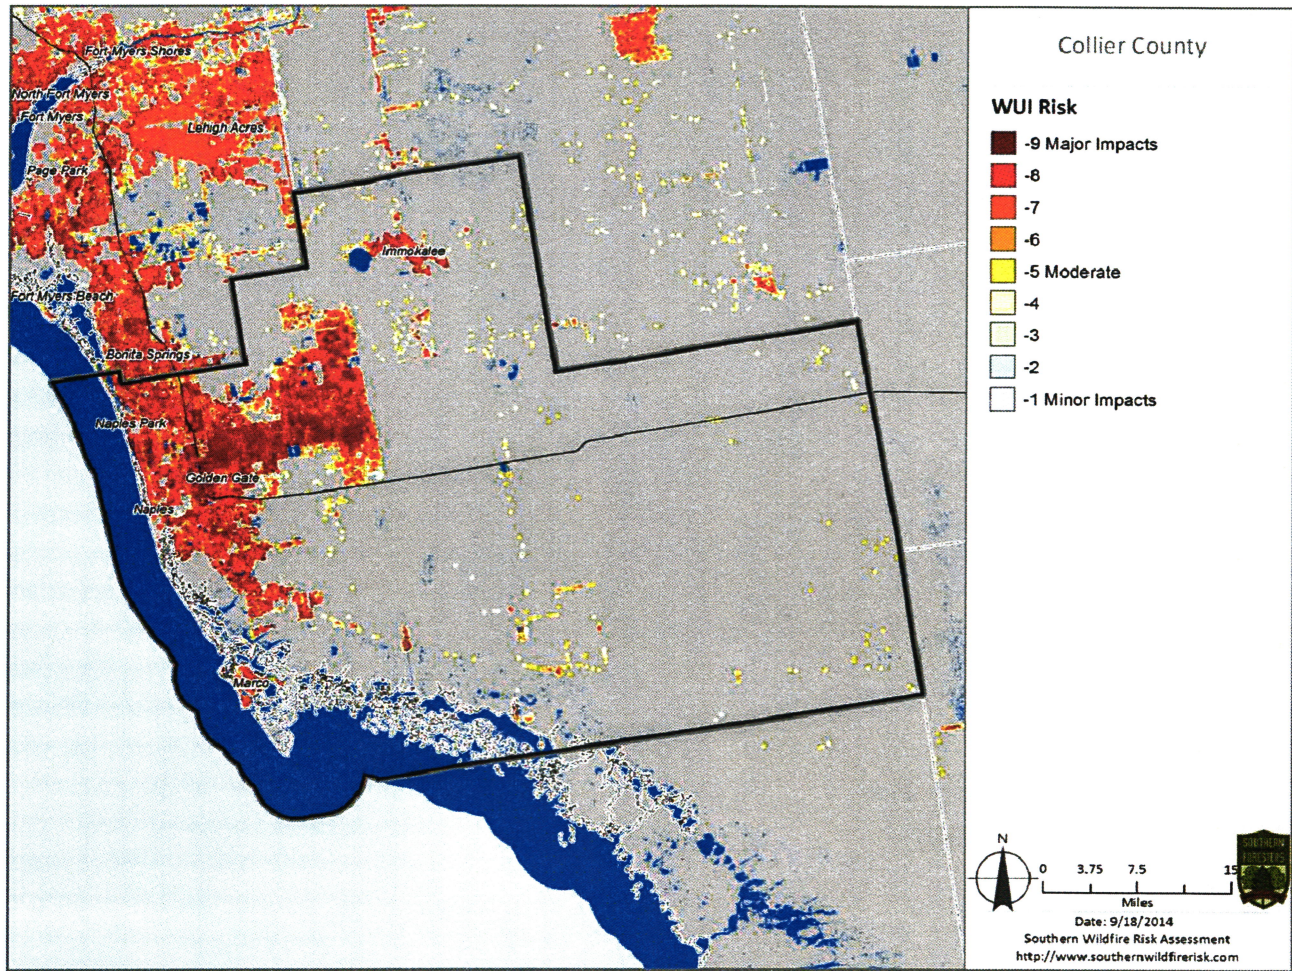 Collier County
WUI Risk
-9 Major Impacts
-8
-7
-6
-5 Moderate
-4
-3
-2
-1 Minor Impacts
Fort Myers Shores
North Fort Myers
Fort Myers
Lehigh Acres
Page Park
Immokalee
Fort Myers Beach
Bonita Springs
Naples Park
Golden Gate
Naples
Marco
N
0 3.75 7.5 15
Miles
SOUTHERN
FORESTERS
Date: 9/18/2014
Southern Wildfire Risk Assessment
http://www.southernwildfirerisk.com